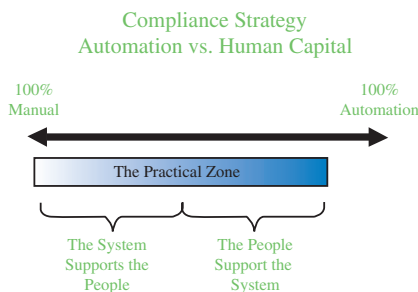 Compliance Strategy
Automation vs. Human Capital
100%
Manual
100%
Automation
The Practical Zone
The System
Supports the
People
The People
Support the
System